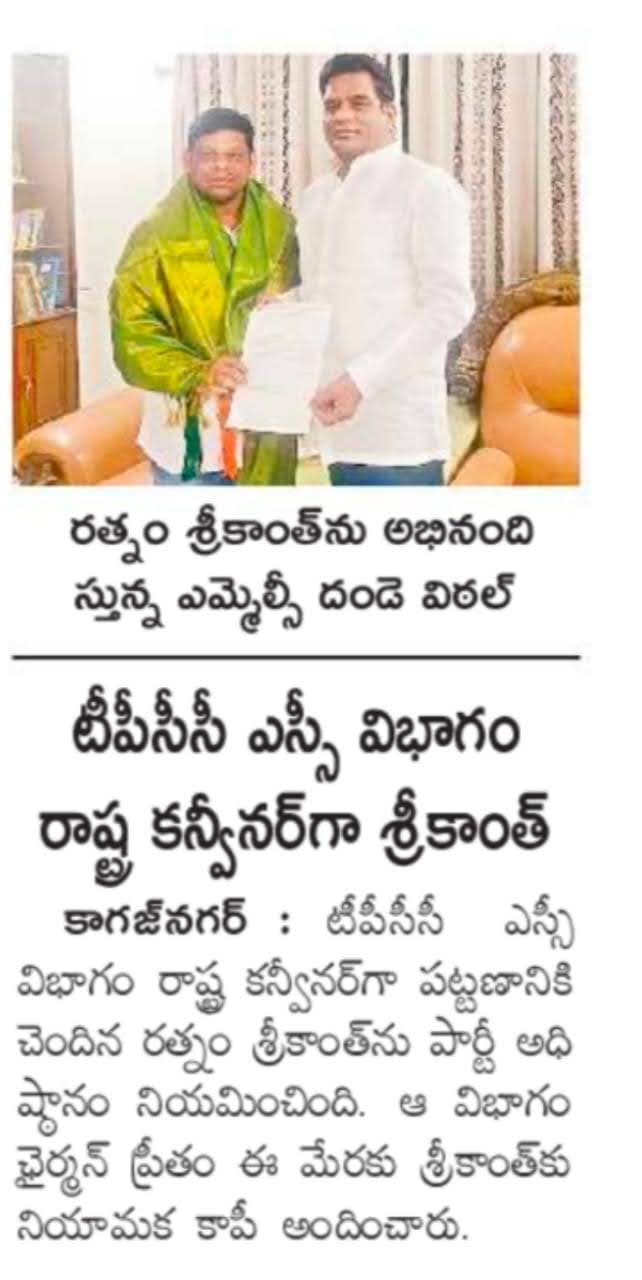 రత్నం శ్రీకాంత్‌ను అభినంది
స్తున్న ఎమ్మెల్సీ దండె విఠల్
టీపీసీసీ ఎస్సీ విభాగం
రాష్ట్ర కన్వీనర్‌గా శ్రీకాంత్
కాగజ్‌నగర్ : టీపీసీసీ ఎస్సీ
విభాగం రాష్ట్ర కన్వీనర్‌గా పట్టణానికి
చెందిన రత్నం శ్రీకాంత్‌ను పార్టీ అధి
ష్ఠానం నియమించింది. ఆ విభాగం
ఛైర్మన్ ప్రీతం ఈ మేరకు శ్రీకాంత్‌కు
నియామక కాపీ అందించారు.